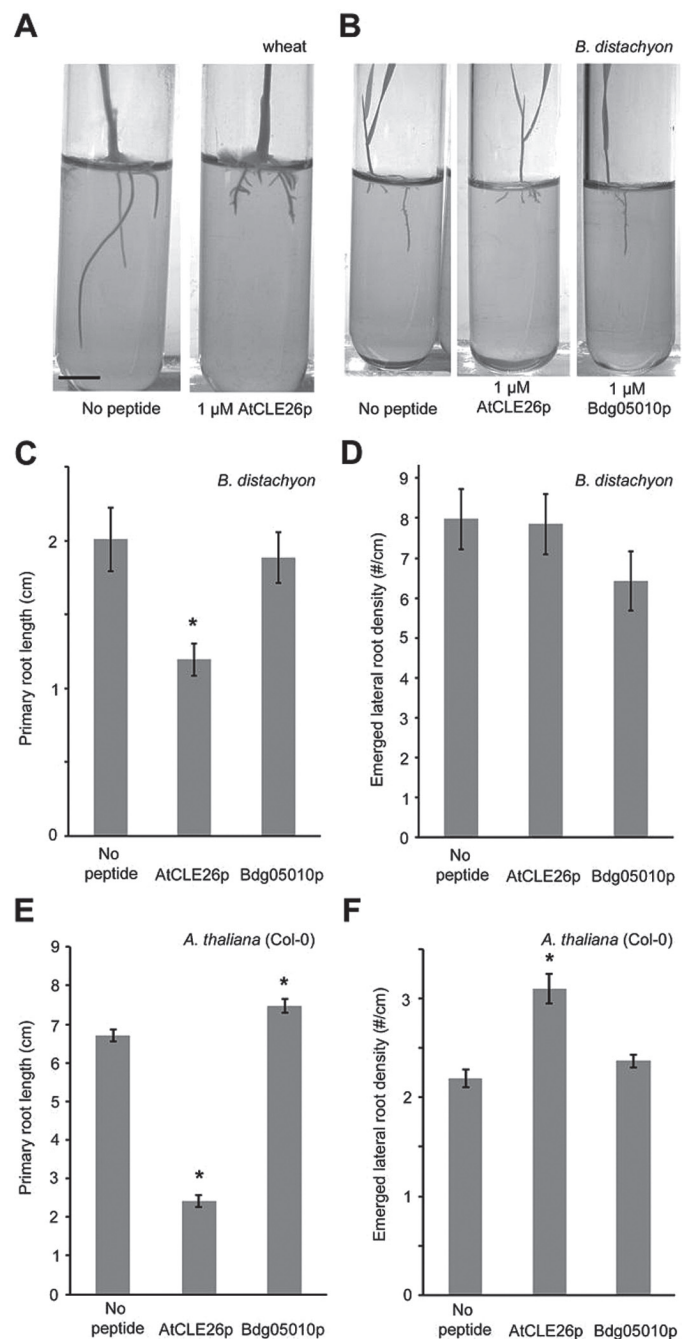 A
wheat
No peptide
1 µM AtCLE26p
B
B. distachyon
No peptide
1 µM
AtCLE26p
1 µM
Bdg05010p
C
B. distachyon
Primary root length (cm)
2
1
0
No
peptide
AtCLE26p
Bdg05010p
*
D
B. distachyon
Emerged lateral root density (#/cm)
9
8
7
6
5
4
3
2
1
0
No
peptide
AtCLE26p
Bdg05010p
E
A. thaliana (Col-0)
Primary root length (cm)
9
8
7
6
5
4
3
2
1
0
No
peptide
AtCLE26p
Bdg05010p
*
*
F
A. thaliana (Col-0)
Emerged lateral root density (#/cm)
3
2
1
0
No
peptide
AtCLE26p
Bdg05010p
*